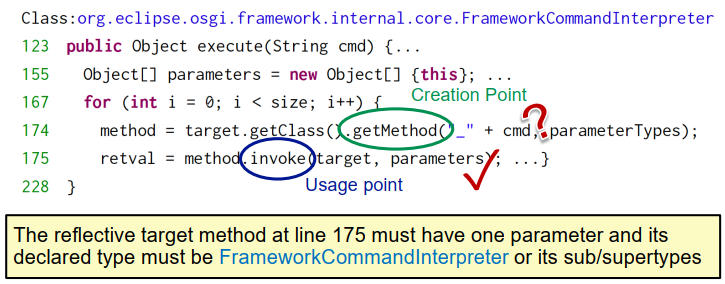 Class:org.eclipse.osgi.framework.internal.core.FrameworkCommandInterpreter
123 public Object execute(String cmd) {...
155 Object[] parameters = new Object[] {this}; ...
167 for (int i = 0; i < size; i++) {
Creation Point
174 method = target.getClass().getMethod("_" + cmd, parameterTypes);
?
175 retval = method.invoke(target, parameters); ...}
Usage point
228 }
The reflective target method at line 175 must have one parameter and its
declared type must be FrameworkCommandInterpreter or its sub/supertypes